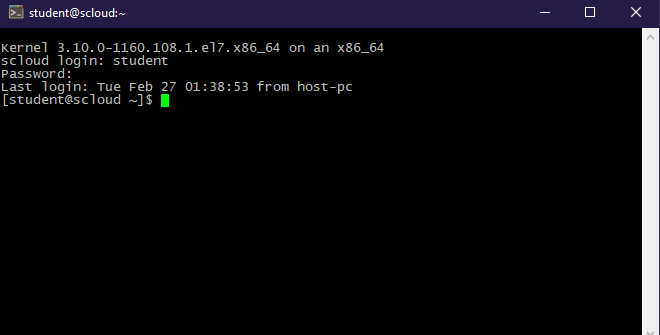 student@scloud:~
Kernel 3.10.0-1160.108.1.el7.x86_64 on an x86_64
scloud login: student
Password:
Last login: Tue Feb 27 01:38:53 from host-pc
[student@scloud ~]$